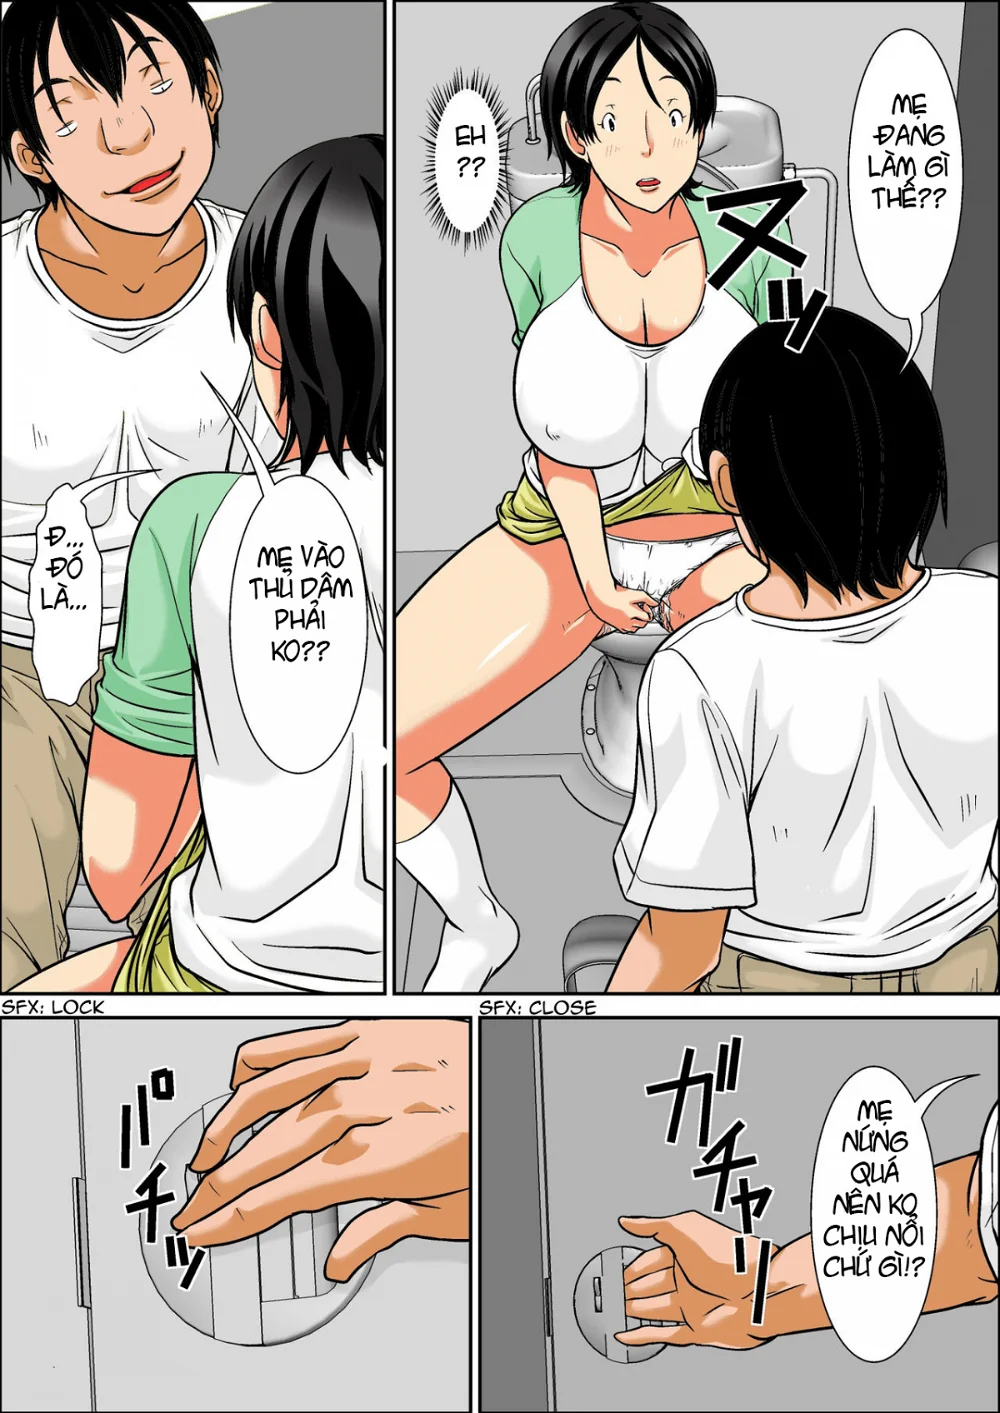 MẸ
ĐANG
LÀM GÌ
THẾ??
EH
??
ヌッ
MẸ VÀO
THỦ DÂM
PHẢI
KO??
Đ...
ĐÓ
LÀ...
SFX: CLOSE
ガチャリ
MẸ
NỨNG
QUÁ
NÊN KO
CHỊU NỔI
CHỨ GÌ!?
SFX: LOCK
パチッ